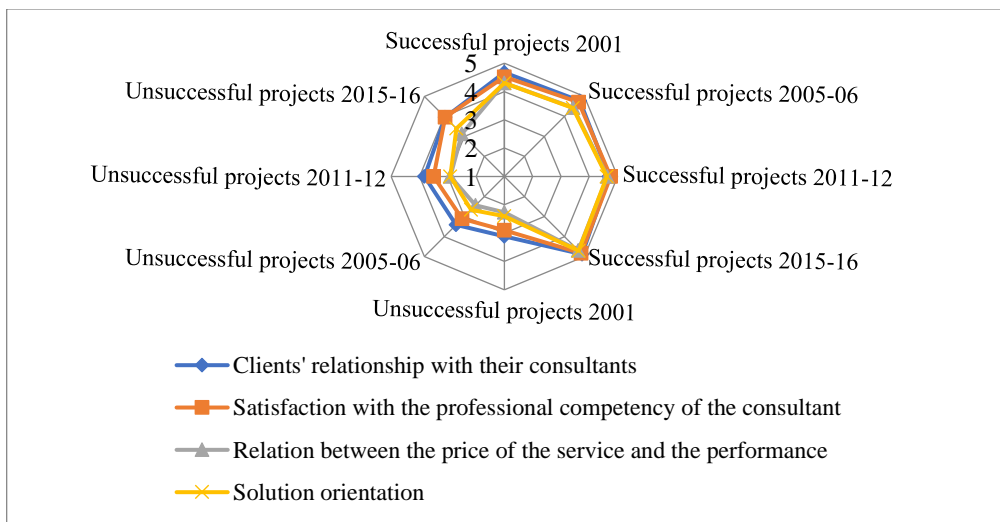 Successful projects 2001
5
Unsuccessful projects 2015-16
4
Successful projects 2005-06
3
2
Unsuccessful projects 2011-12
1
Successful projects 2011-12
Unsuccessful projects 2005-06
Successful projects 2015-16
Unsuccessful projects 2001
Clients' relationship with their consultants
Satisfaction with the professional competency of the consultant
Relation between the price of the service and the performance
Solution orientation